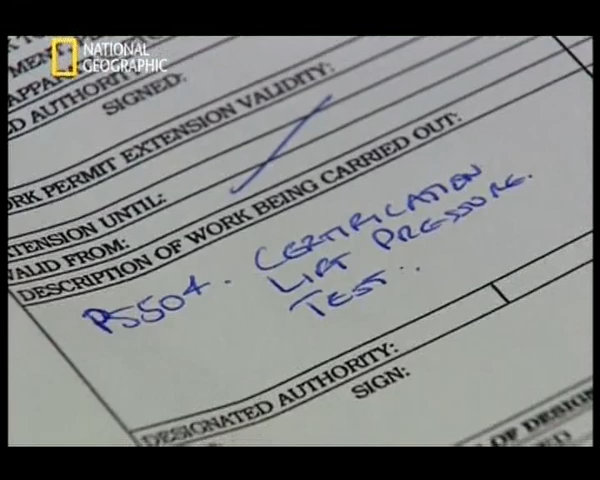 NATIONAL
GEOGRAPHIC
SIGNED:
WORK PERMIT EXTENSION VALIDITY:
EXTENSION UNTIL:
VALID FROM:
DESCRIPTION OF WORK BEING CARRIED OUT:
PSSO4. CERTIFICATION
LIFT PRESSURE.
TEST..
DESIGNATED AUTHORITY:
SIGN: